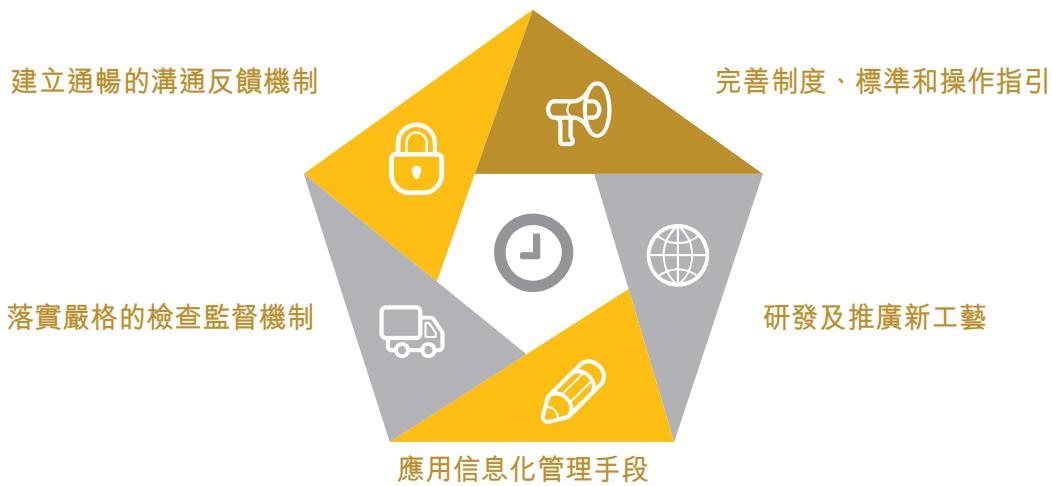 建立通暢的溝通反饋機制
完善制度、標準和操作指引
落實嚴格的檢查監督機制
研發及推廣新工藝
應用信息化管理手段